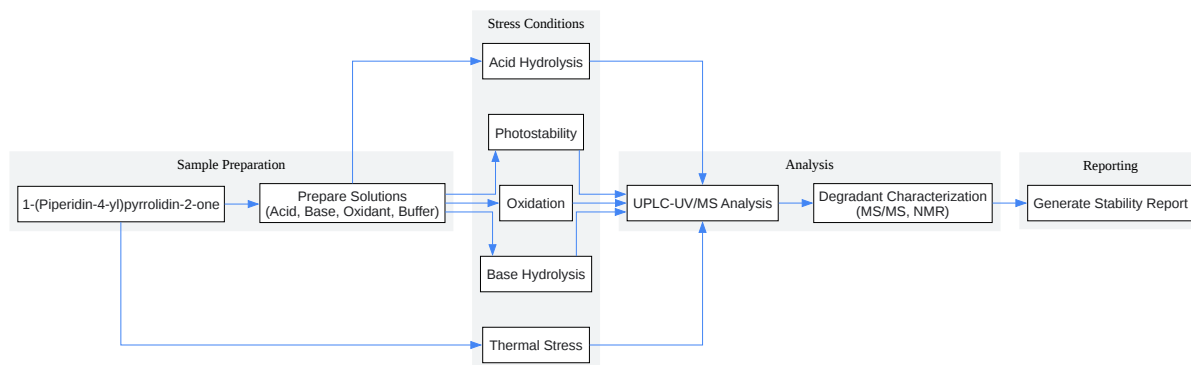 Stress Conditions
Acid Hydrolysis
Photostability
Sample Preparation
Analysis
Reporting
1-(Piperidin-4-yl)pyrrolidin-2-one
Prepare Solutions
(Acid, Base, Oxidant, Buffer)
Oxidation
UPLC-UV/MS Analysis
Degradant Characterization
(MS/MS, NMR)
Generate Stability Report
Base Hydrolysis
Thermal Stress